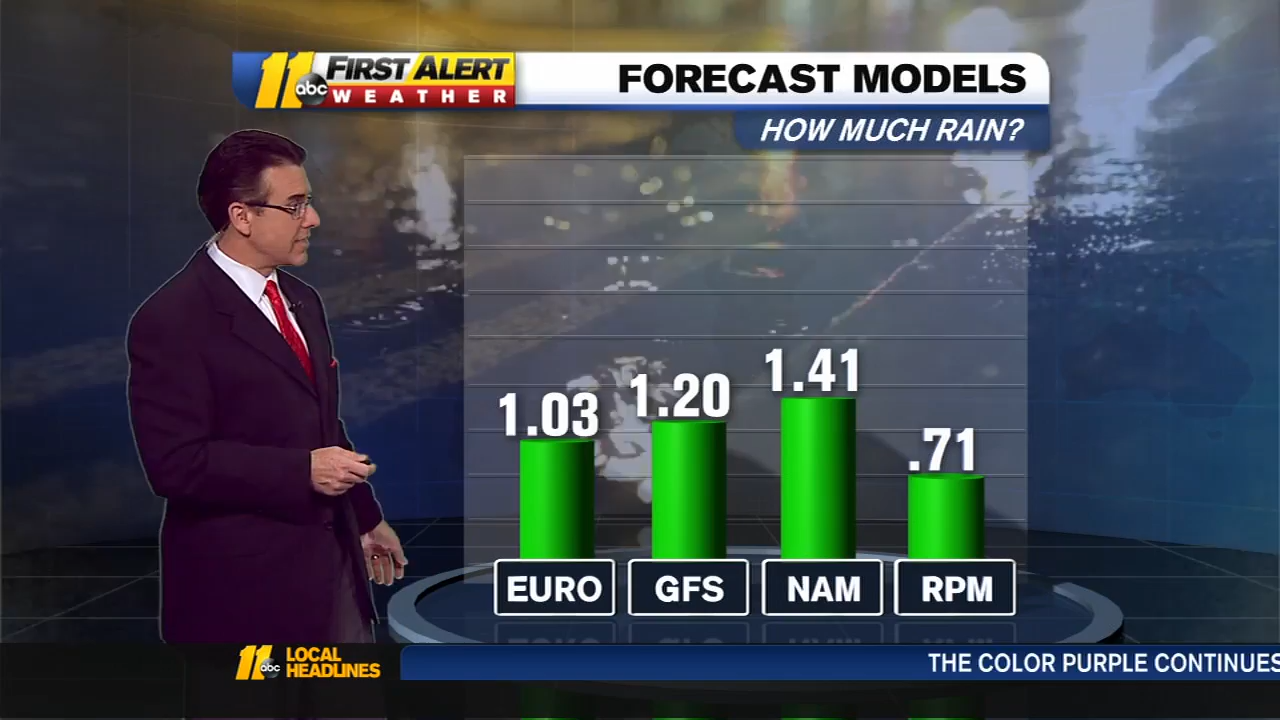 11 abc FIRST ALERT
WEATHER
FORECAST MODELS
HOW MUCH RAIN?
1.03
1.20
1.41
.71
EURO
GFS
NAM
RPM
11 abc LOCAL
HEADLINES
THE COLOR PURPLE CONTINUES